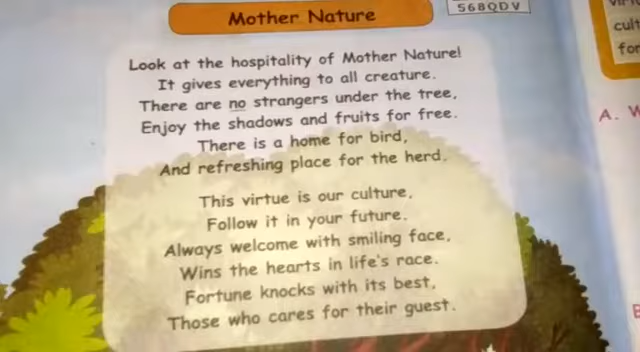 Mother Nature
568QDV
Look at the hospitality of Mother Nature!
It gives everything to all creature.
There are no strangers under the tree,
Enjoy the shadows and fruits for free.
There is a home for bird,
And refreshing place for the herd.
This virtue is our culture,
Follow it in your future.
Always welcome with smiling face,
Wins the hearts in life's race.
Fortune knocks with its best,
Those who cares for their guest.
cult
for
A. W